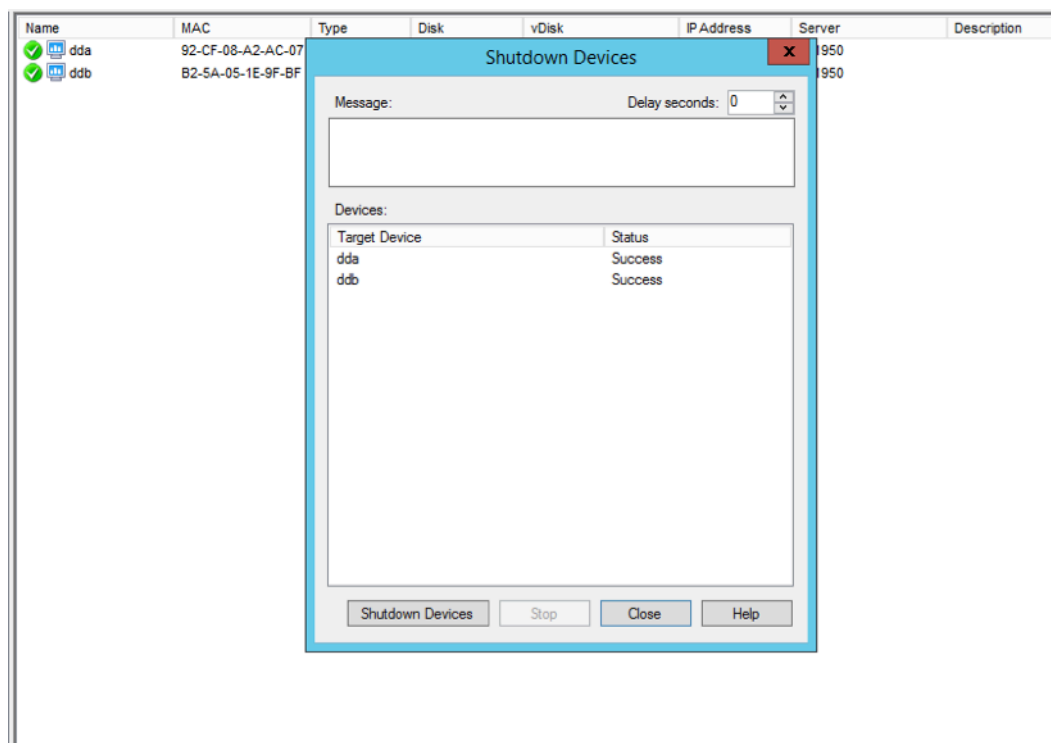 Name MAC Type Disk vDisk IP Address Server Description
dda 92-CF-08-A2-AC-07 1950
ddb B2-5A-05-1E-9F-BF 1950
Shutdown Devices x
Message: Delay seconds: 0
Devices:
Target Device Status
dda Success
ddb Success
Shutdown Devices Stop Close Help